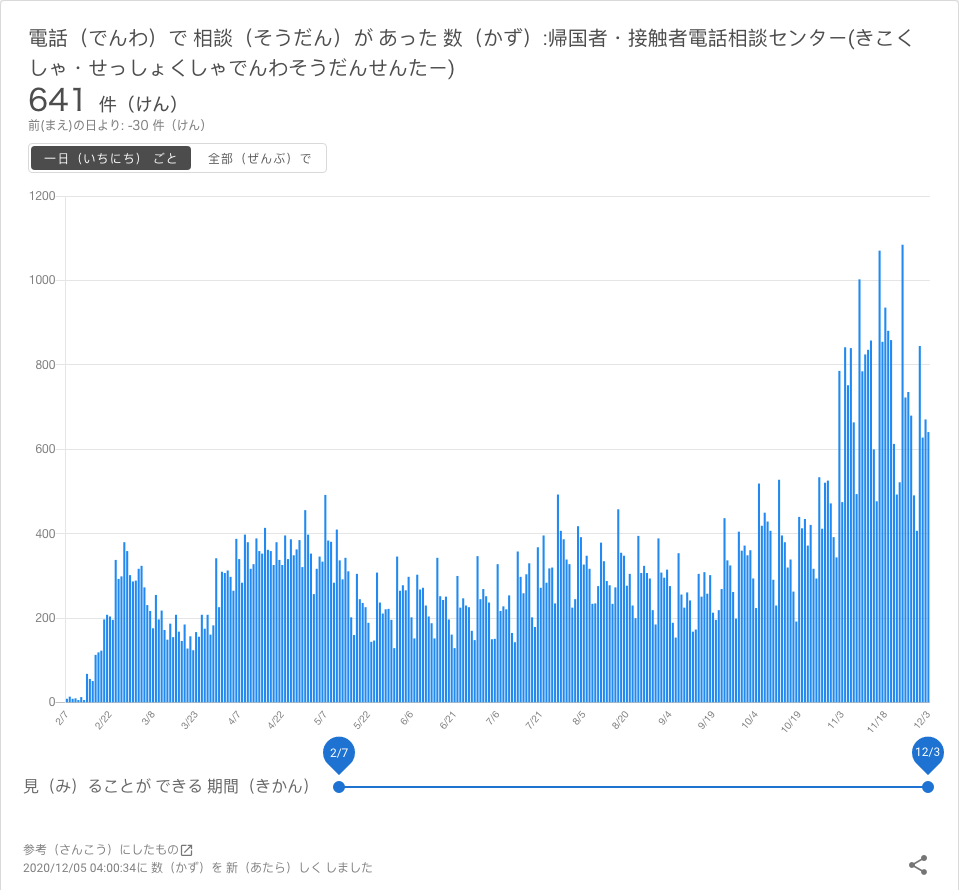 電話（でんわ）で 相談（そうだん）が あった 数（かず）:帰国者・接触者電話相談センター(きこく
しゃ・せっしょくしゃでんわそうだんせんたー)
641 件（けん）
前(まえ)の日より: -30 件（けん）
一日（いちにち） ごと 全部（ぜんぶ）で
1200
1000
800
600
400
200
0
2/7 2/22 3/8 3/23 4/7 4/22 5/7 5/22 6/6 6/21 7/6 7/21 8/5 8/20 9/4 9/19 10/4 10/19 11/3 11/18 12/3
2/7 12/3
見（み）ることが できる 期間（きかん）
参考（さんこう）にしたもの
2020/12/05 04:00:34に 数（かず）を 新（あたら）しく しました